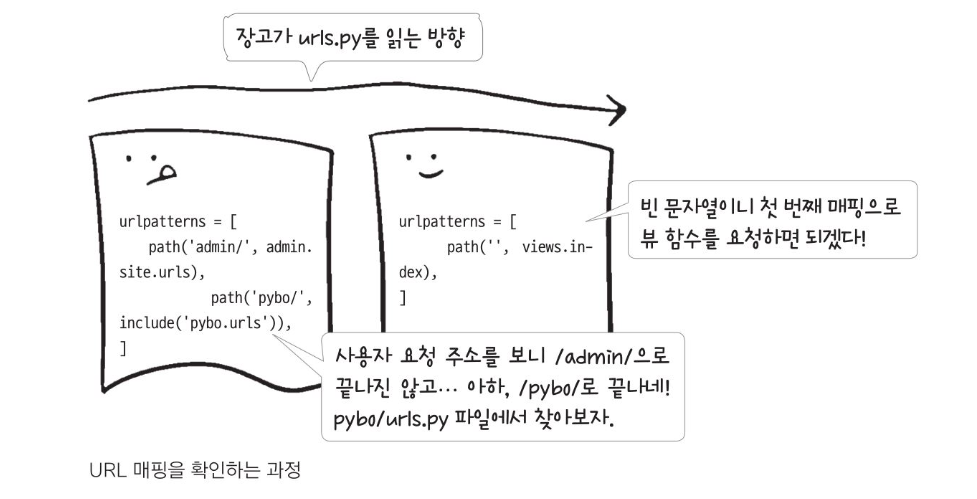 장고가 urls.py를 읽는 방향
urlpatterns = [
path('admin/', admin.
site.urls),
path('pybo/',
include('pybo.urls')),
]
urlpatterns = [
path('', views.in-
dex),
]
빈 문자열이니 첫 번째 매핑으로
뷰 함수를 요청하면 되겠다!
사용자 요청 주소를 보니 /admin/으로
끝나진 않고… 아하, /pybo/로 끝나네!
pybo/urls.py 파일에서 찾아보자.
URL 매핑을 확인하는 과정